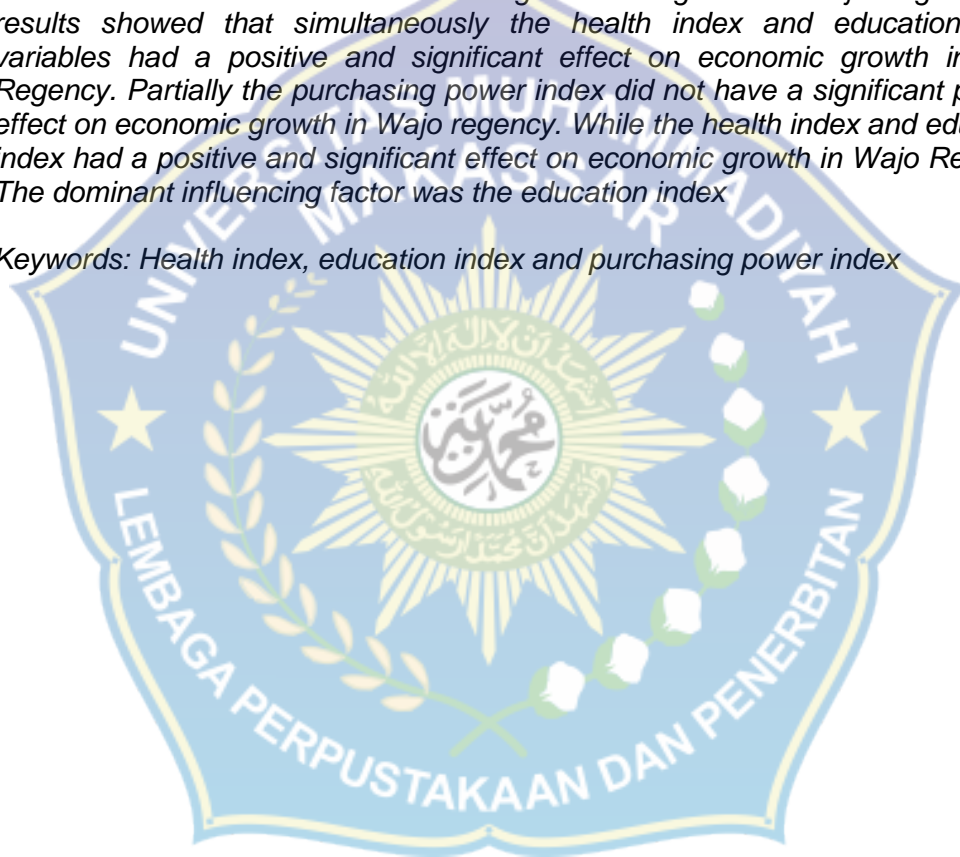 results showed that simultaneously the health index and education
variables had a positive and significant effect on economic growth in
Regency. Partially the purchasing power index did not have a significant p
effect on economic growth in Wajo regency. While the health index and edu
index had a positive and significant effect on economic growth in Wajo Re
The dominant influencing factor was the education index
Keywords: Health index, education index and purchasing power index
UNIVERSITAS MUHAMMADIYAH
MAKASSAR
محمدية
LEMBAGA PERPUSTAKAAN DAN PENERBITAN